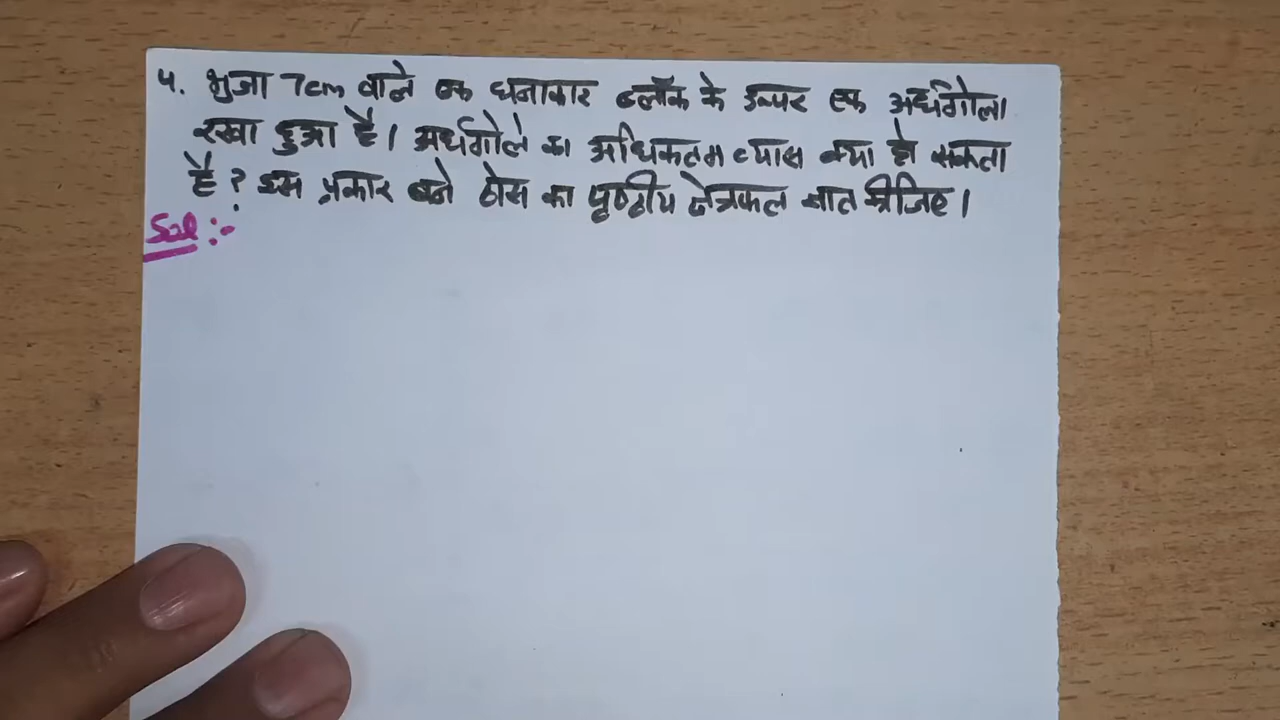 4. भुजा 7cm वाले एक घनाकार ब्लॉक के ऊपर एक अर्धगोला
रखा हुआ है। अर्धगोले का अधिकतम व्यास क्या हो सकता
है? इस प्रकार बने ठोस का पृष्ठीय क्षेत्रफल ज्ञात कीजिए।
Sol :-